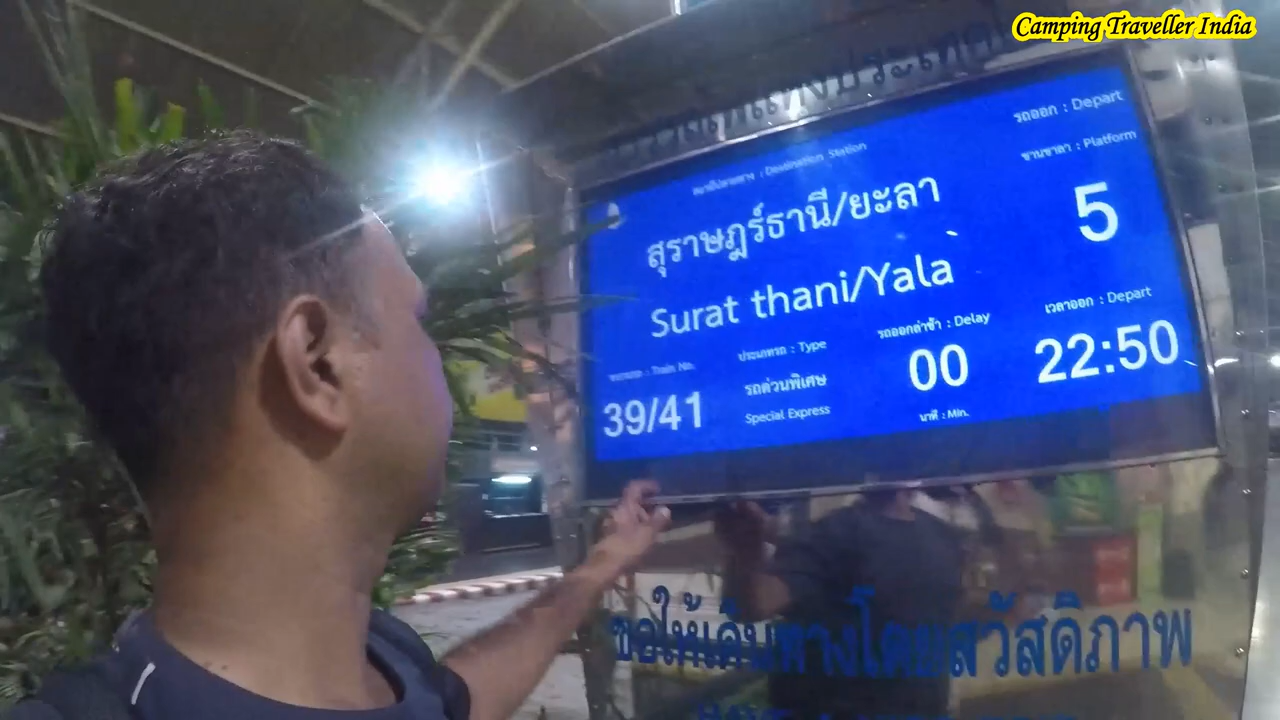 Camping Traveller India
สถานีปลายทาง : Destination Station
รถออก : Depart
ชานชาลา : Platform
สุราษฎร์ธานี/ยะลา
5
Surat thani/Yala
ขบวนรถ : Train No.
ประเภทรถ : Type
รถออกล่าช้า : Delay
เวลาออก : Depart
39/41
รถด่วนพิเศษ
Special Express
00
22:50
นาที : Min.
ขอให้เดินทางโดยสวัสดิภาพ